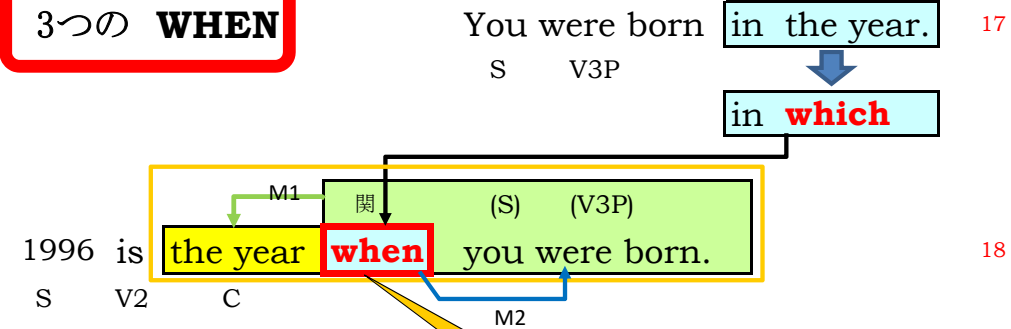 3つの WHEN
You were born in the year. 17
S V3P
in which
M1 関 (S) (V3P)
1996 is the year when you were born. 18
S V2 C
M2